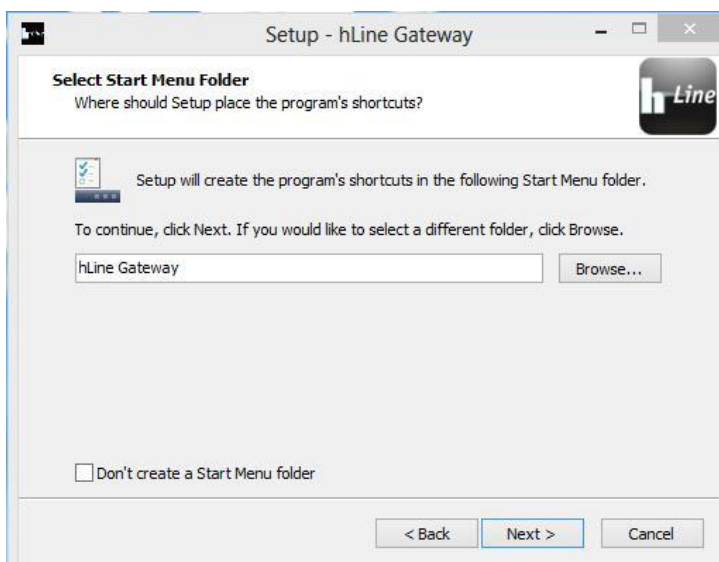 Setup - hLine Gateway
Select Start Menu Folder
Where should Setup place the program's shortcuts?
h Line
Setup will create the program's shortcuts in the following Start Menu folder.
To continue, click Next. If you would like to select a different folder, click Browse.
hLine Gateway
Browse...
Don't create a Start Menu folder
< Back
Next >
Cancel